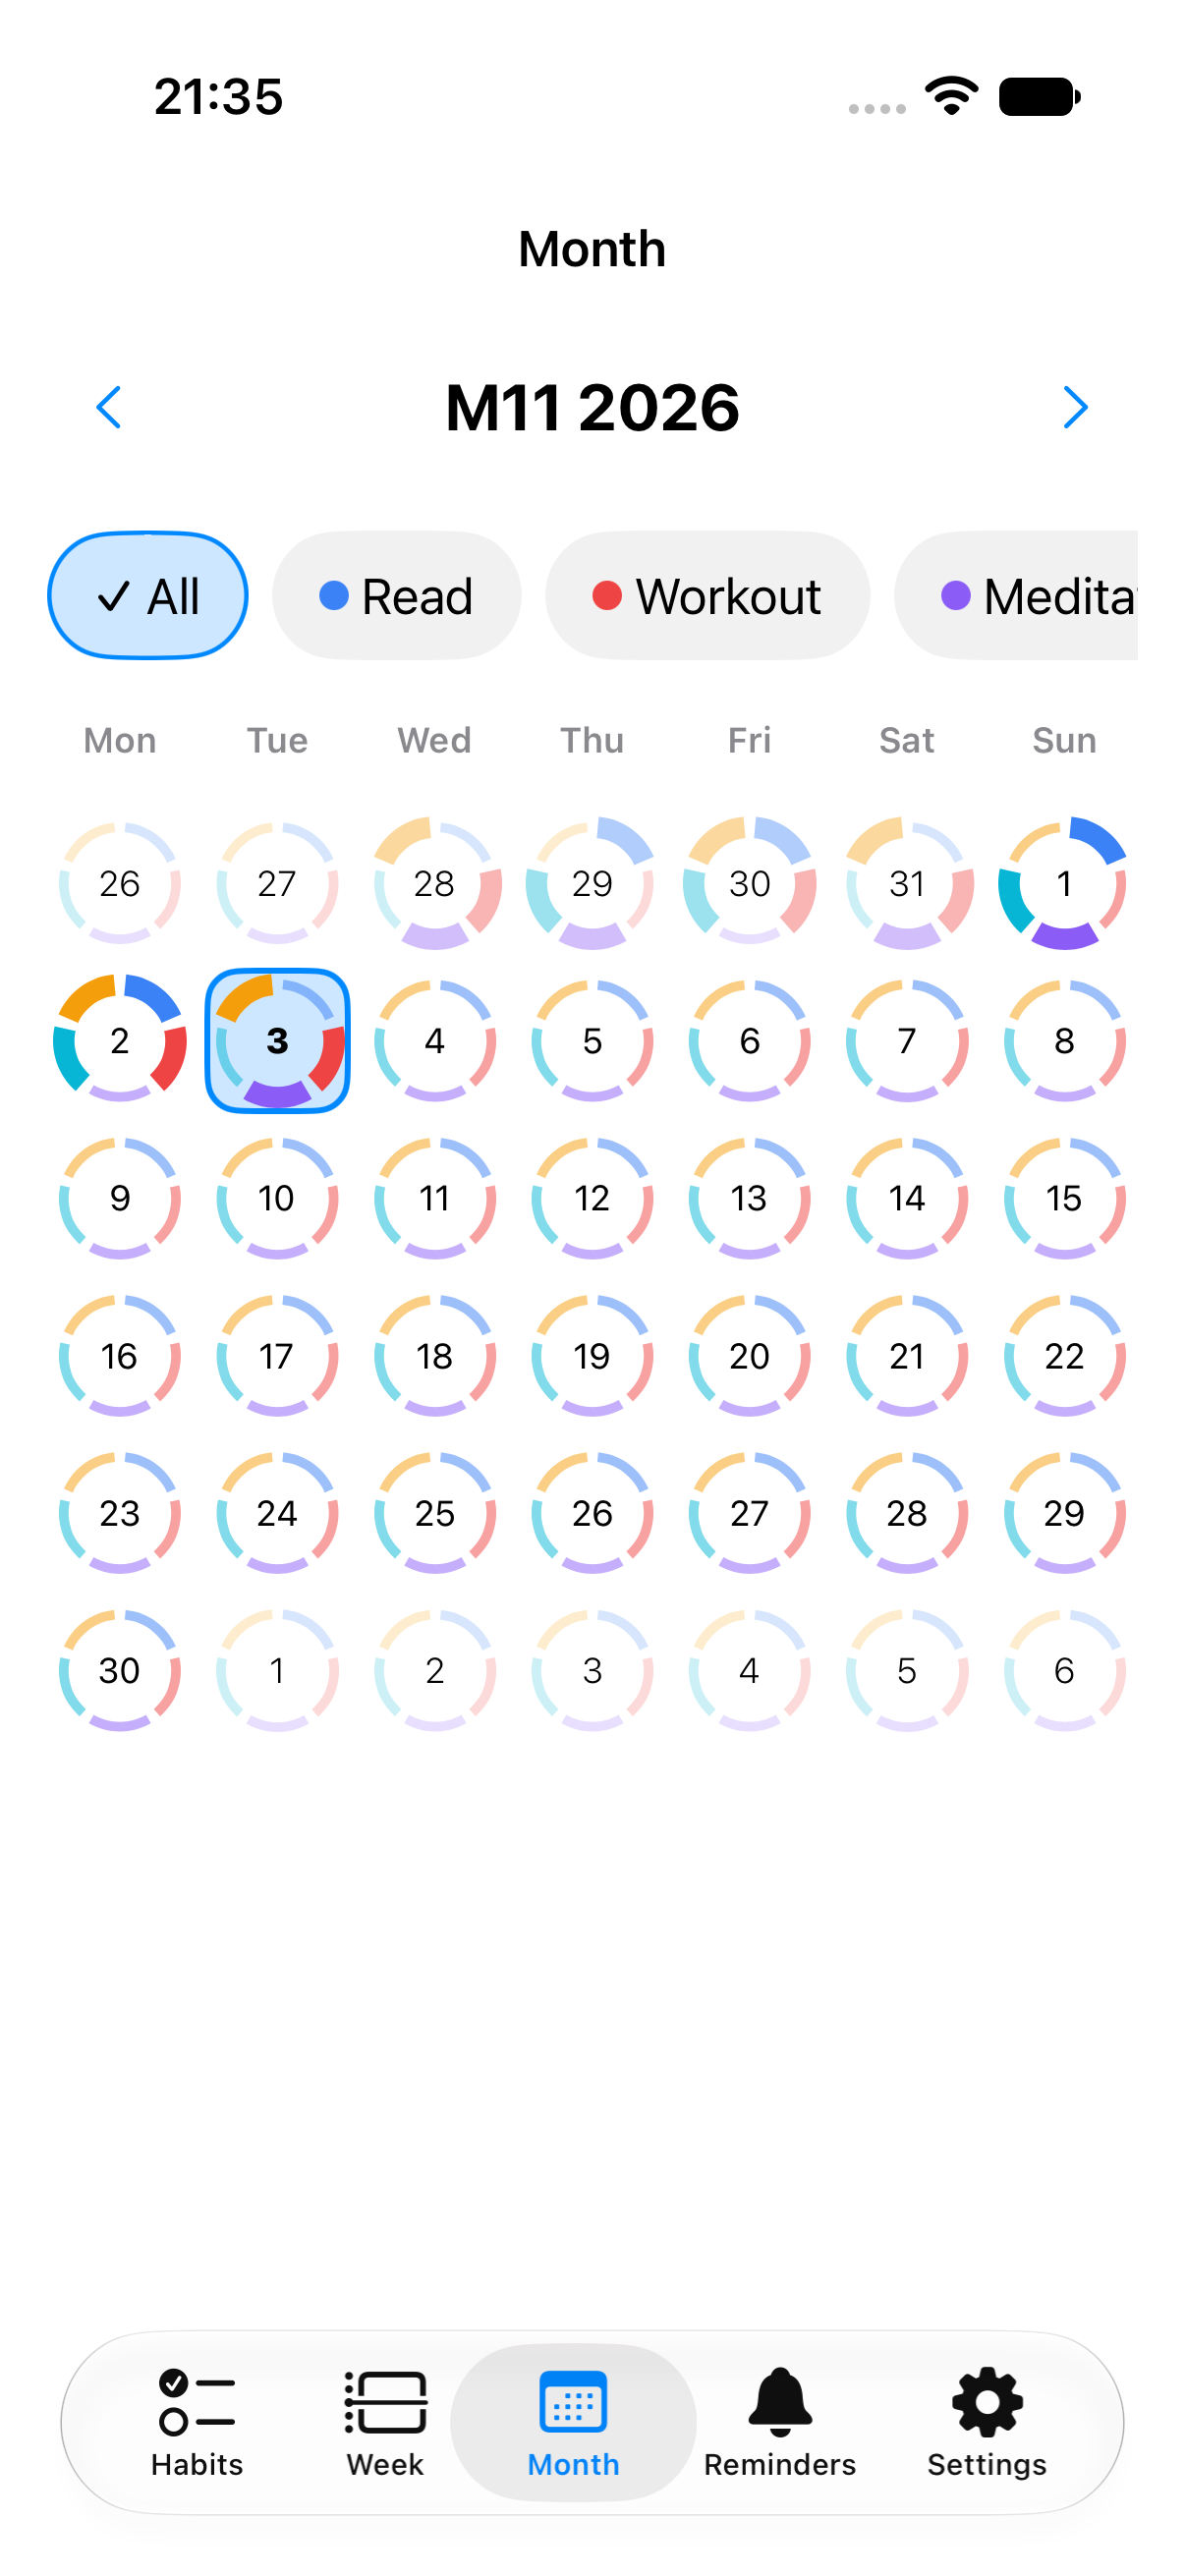 21:35
Month
M11 2026
All Read Workout Medita
Mon Tue Wed Thu Fri Sat Sun
26 27 28 29 30 31 1
2 3 4 5 6 7 8
9 10 11 12 13 14 15
16 17 18 19 20 21 22
23 24 25 26 27 28 29
30 1 2 3 4 5 6
Habits Week Month Reminders Settings